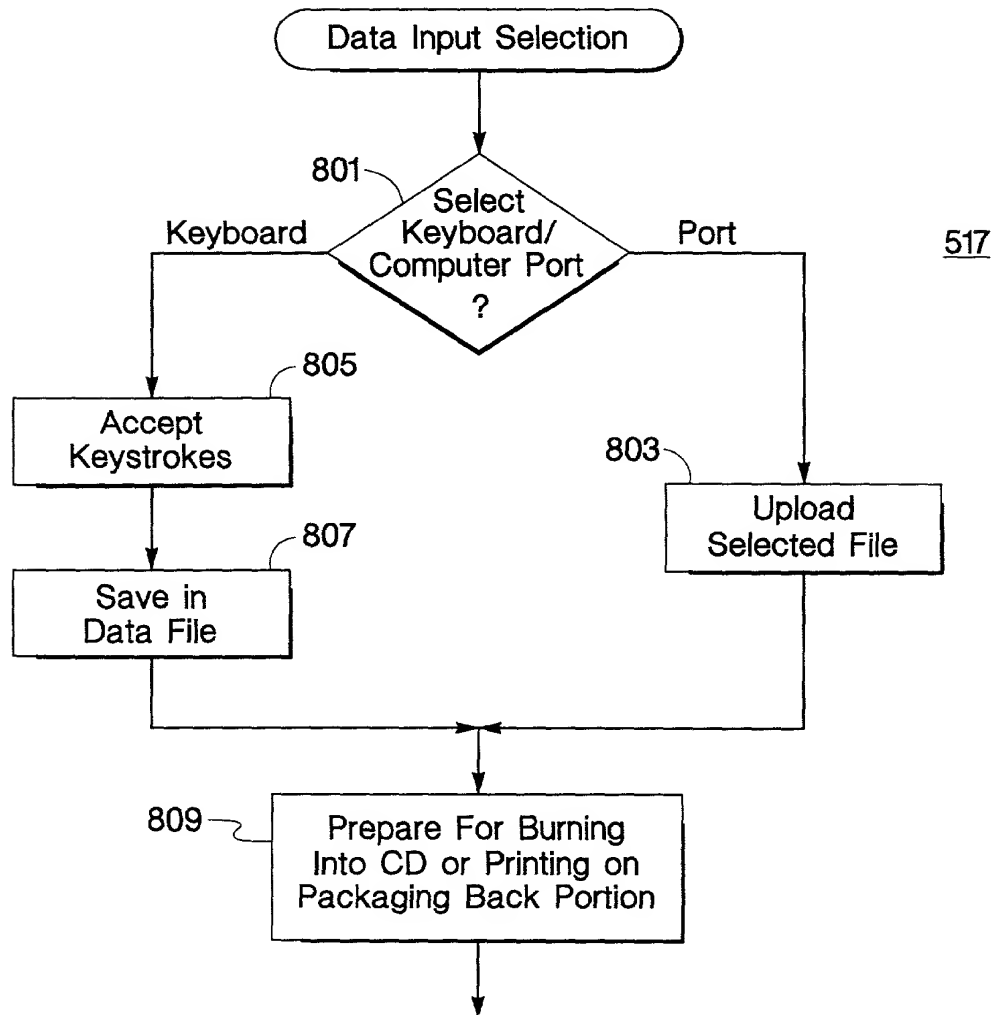 Data Input Selection
801
Select
Keyboard/
Computer Port
?
Keyboard
Port
517
805
Accept
Keystrokes
803
Upload
Selected File
807
Save in
Data File
809
Prepare For Burning
Into CD or Printing on
Packaging Back Portion